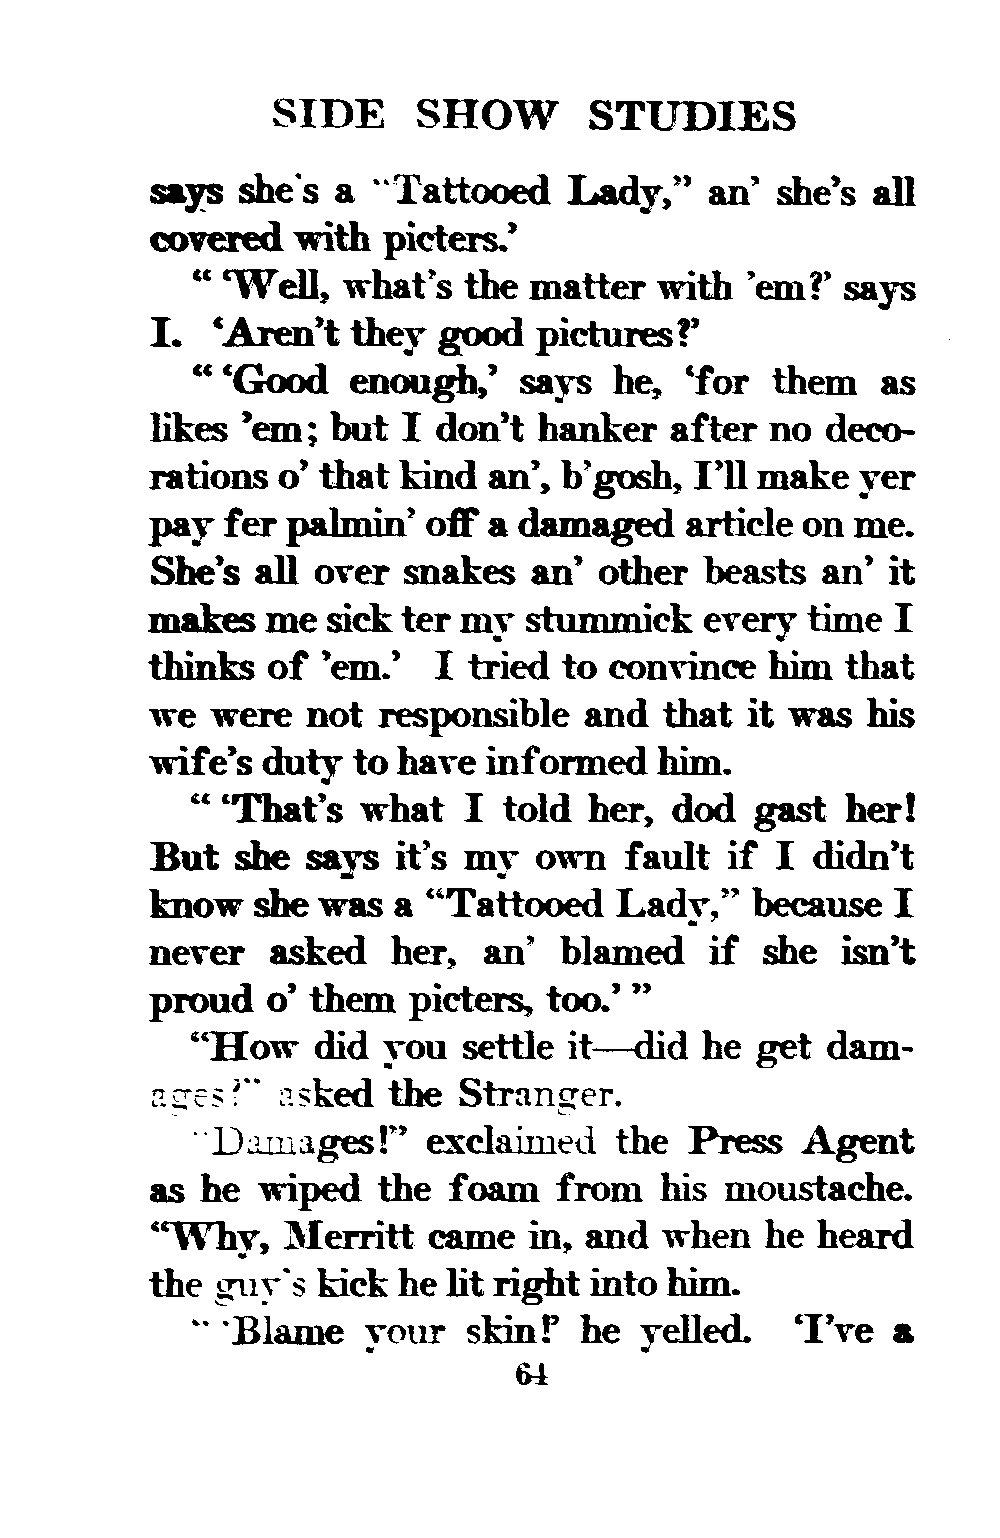 SIDE SHOW STUDIES
says she's a "Tattooed Lady," an' she's all
covered with picters.'
" 'Well, what's the matter with 'em?' says
I. 'Aren't they good pictures?'
" 'Good enough,' says he, 'for them as
likes 'em; but I don't hanker after no deco-
rations o' that kind an', b'gosh, I'll make yer
pay fer palmin' off a damaged article on me.
She's all over snakes an' other beasts an' it
makes me sick ter my stummick every time I
thinks of 'em.' I tried to convince him that
we were not responsible and that it was his
wife's duty to have informed him.
" 'That's what I told her, dod gast her!
But she says it's my own fault if I didn't
know she was a "Tattooed Lady," because I
never asked her, an' blamed if she isn't
proud o' them picters, too.' "
"How did you settle it—did he get dam-
ages?" asked the Stranger.
"Damages!" exclaimed the Press Agent
as he wiped the foam from his moustache.
"Why, Merritt came in, and when he heard
the guy's kick he lit right into him.
" 'Blame your skin!' he yelled. 'I've a
64